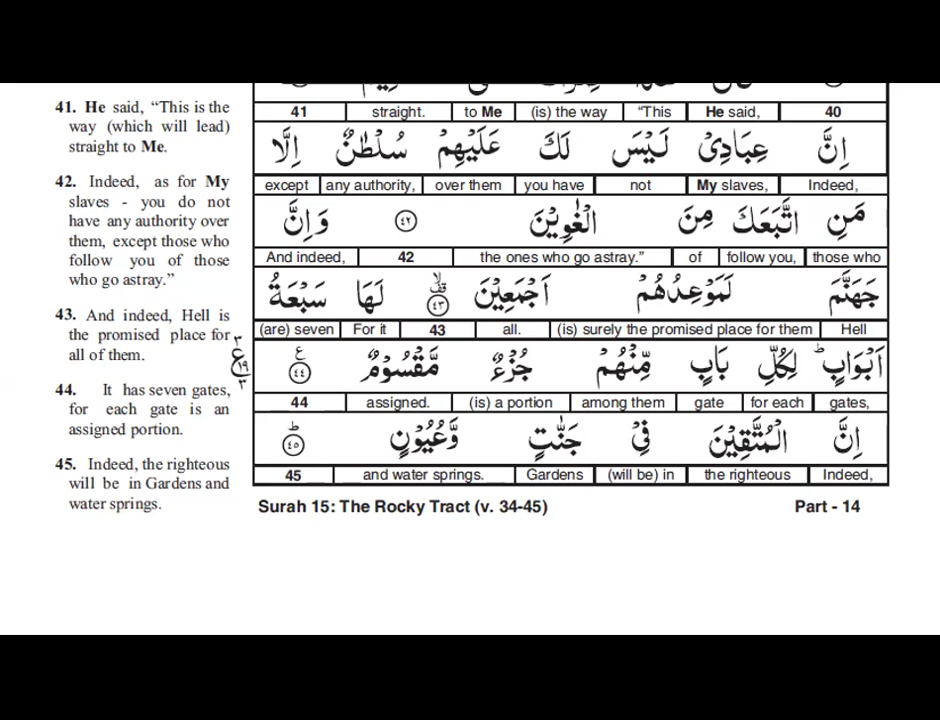 41. He said, “This is the
way (which will lead)
straight to Me.
42. Indeed, as for My
slaves - you do not
have any authority over
them, except those who
follow you of those
who go astray.”
43. And indeed, Hell is
the promised place for
all of them.
44. It has seven gates,
for each gate is an
assigned portion.
45. Indeed, the righteous
will be in Gardens and
water springs.
٣
ع
١٩
٣
41 straight. to Me (is) the way “This He said, 40
اِنَّ عِبَادِیْ لَیْسَ لَكَ عَلَیْهِمْ سُلْطٰنٌ اِلَّا
except any authority, over them you have not My slaves, Indeed,
مَنِ اتَّبَعَكَ مِنَ الْغٰوِیْنَ ٤٢ وَاِنَّ
And indeed, 42 the ones who go astray.” of follow you, those who
جَهَنَّمَ لَمَوْعِدُهُمْ اَجْمَعِیْنَ ٤٣ لَهَا سَبْعَةُ
(are) seven For it 43 all. (is) surely the promised place for them Hell
اَبْوَابٍ ؕ لِكُلِّ بَابٍ مِّنْهُمْ جُزْءٌ مَّقْسُوْمٌ ٤٤ ع
44 assigned. (is) a portion among them gate for each gates,
اِنَّ الْمُتَّقِیْنَ فِیْ جَنّٰتٍ وَّعُیُوْنٍ ٤٥ ؕ
45 and water springs. Gardens (will be) in the righteous Indeed,
Surah 15: The Rocky Tract (v. 34-45) Part - 14